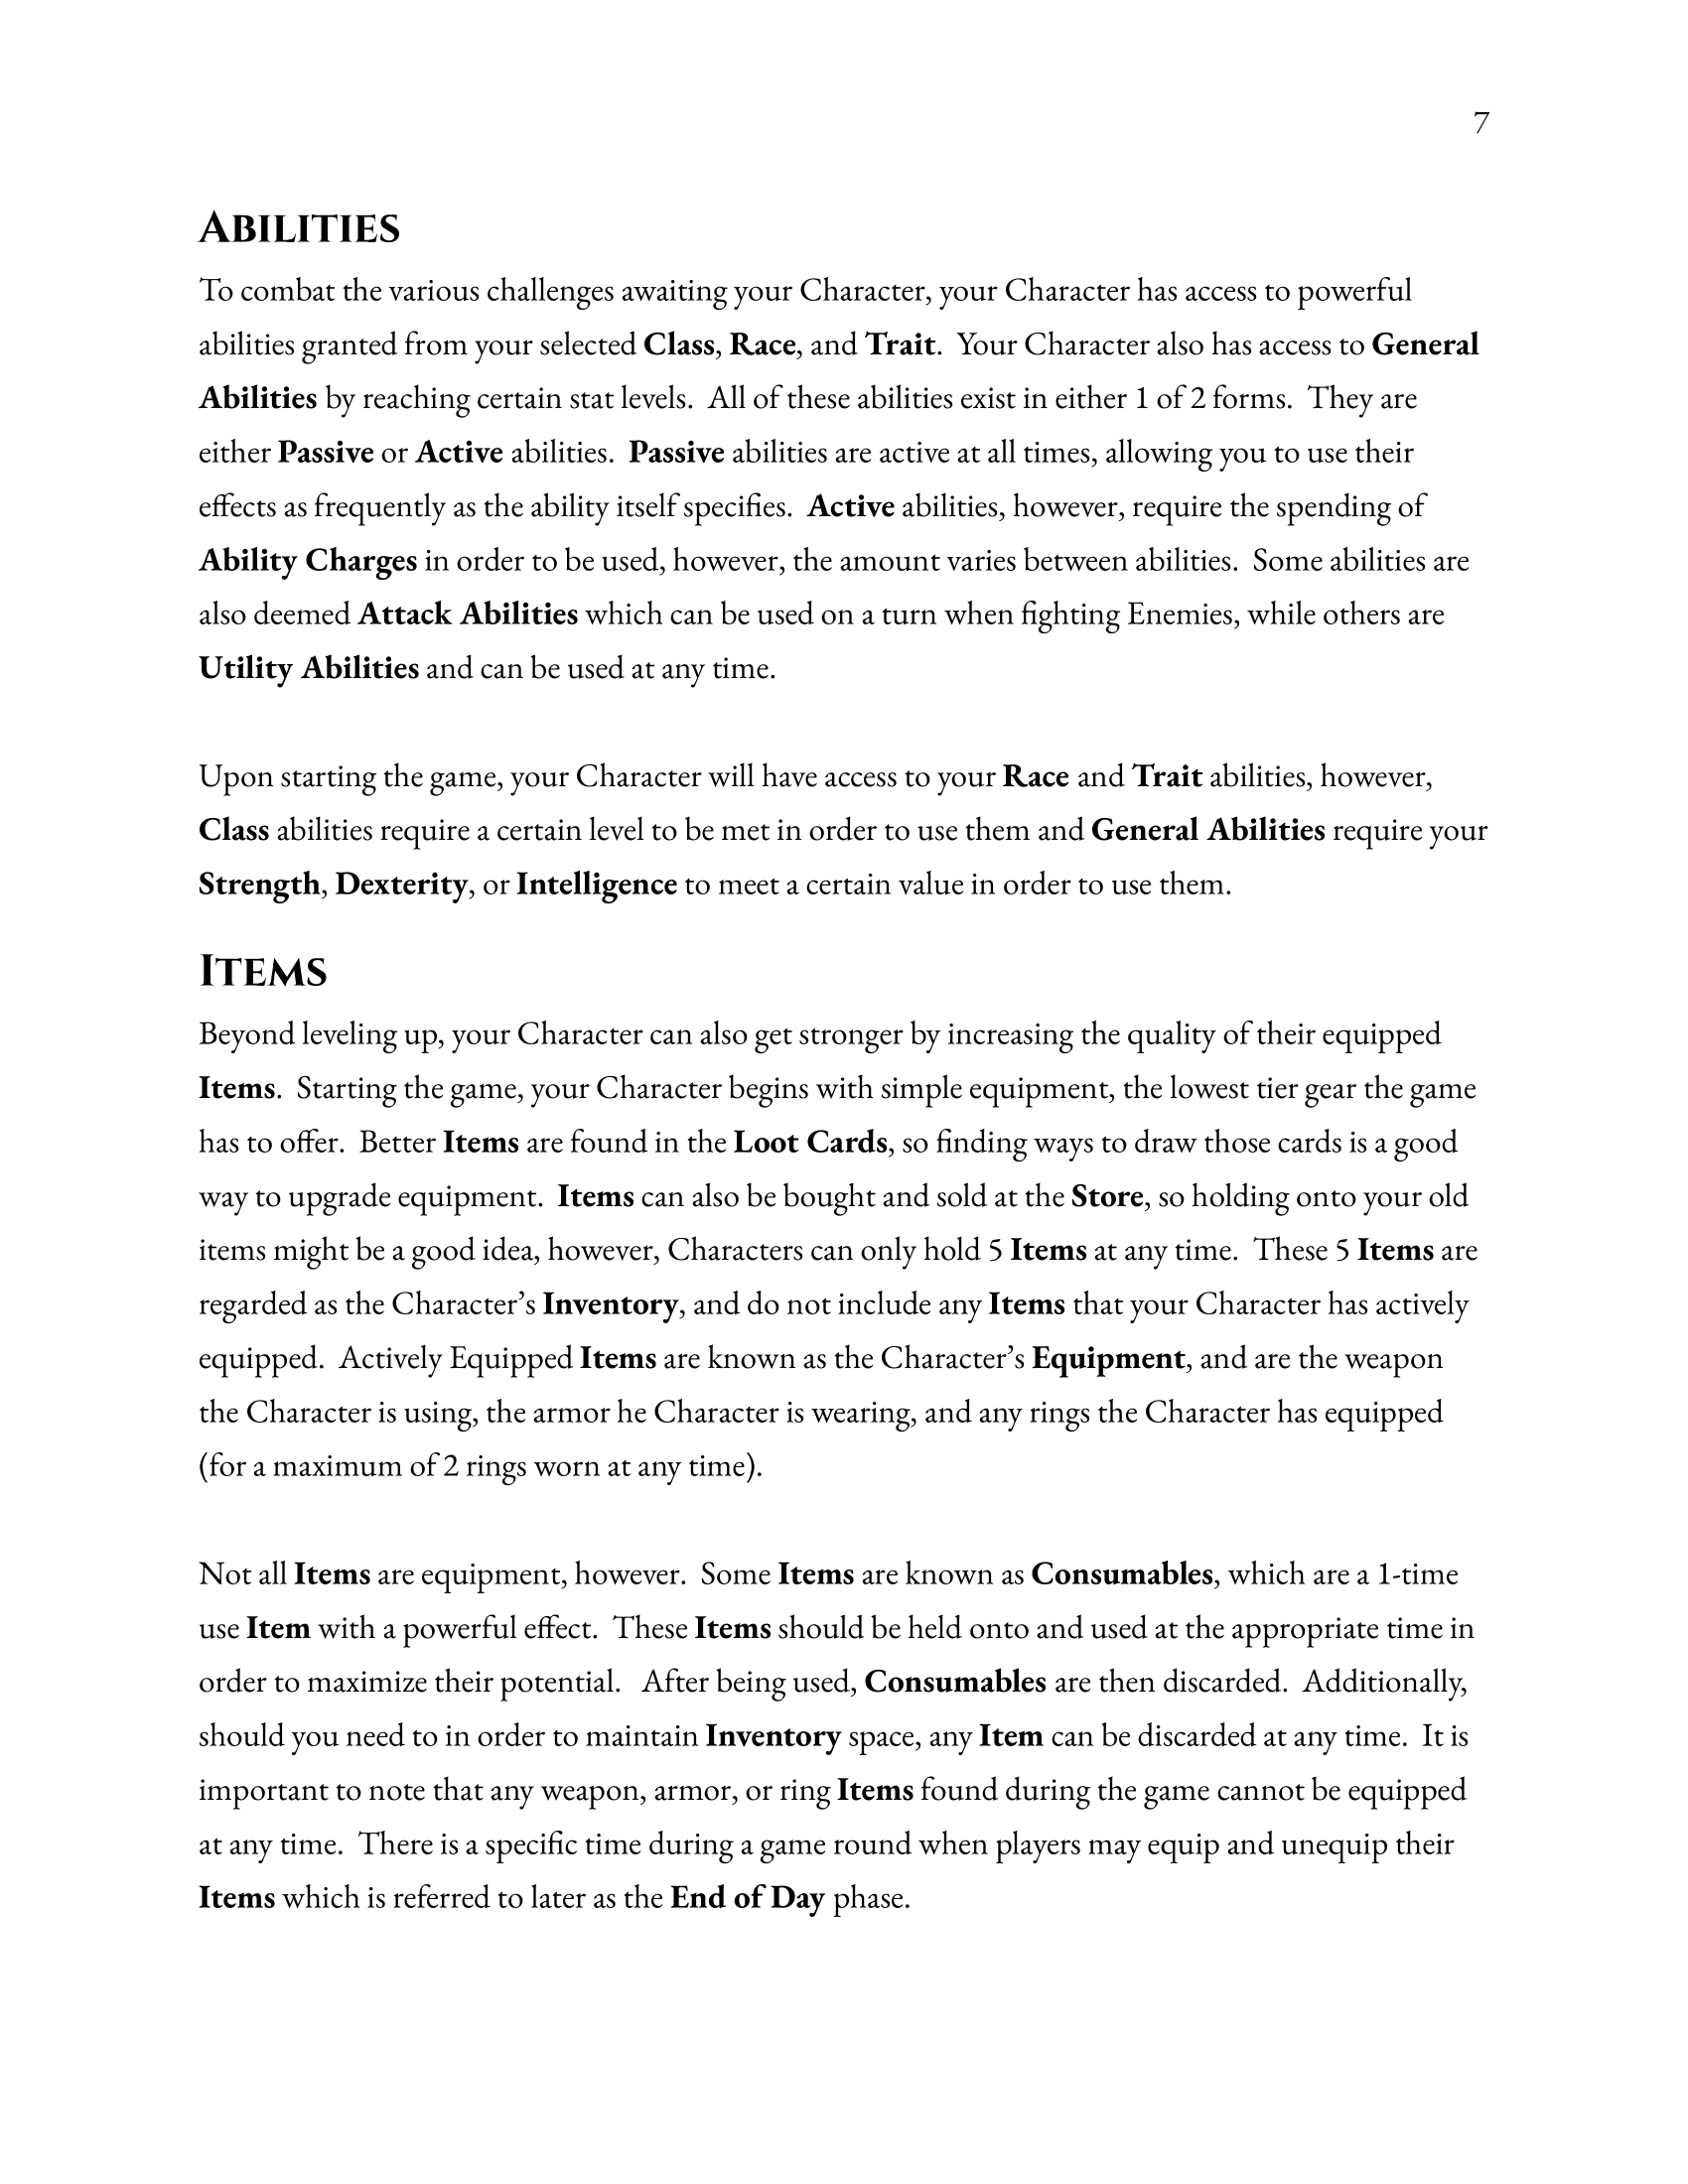 7
Abilities
To combat the various challenges awaiting your Character, your Character has access to powerful
abilities granted from your selected Class, Race, and Trait.  Your Character also has access to General
Abilities by reaching certain stat levels.  All of these abilities exist in either 1 of 2 forms.  They are
either Passive or Active abilities.  Passive abilities are active at all times, allowing you to use their
effects as frequently as the ability itself specifies.  Active abilities, however, require the spending of
Ability Charges in order to be used, however, the amount varies between abilities.  Some abilities are
also deemed Attack Abilities which can be used on a turn when fighting Enemies, while others are
Utility Abilities and can be used at any time.
Upon starting the game, your Character will have access to your Race and Trait abilities, however,
Class abilities require a certain level to be met in order to use them and General Abilities require your
Strength, Dexterity, or Intelligence to meet a certain value in order to use them.
Items
Beyond leveling up, your Character can also get stronger by increasing the quality of their equipped
Items.  Starting the game, your Character begins with simple equipment, the lowest tier gear the game
has to offer.  Better Items are found in the Loot Cards, so finding ways to draw those cards is a good
way to upgrade equipment.  Items can also be bought and sold at the Store, so holding onto your old
items might be a good idea, however, Characters can only hold 5 Items at any time.  These 5 Items are
regarded as the Character’s Inventory, and do not include any Items that your Character has actively
equipped.  Actively Equipped Items are known as the Character’s Equipment, and are the weapon
the Character is using, the armor he Character is wearing, and any rings the Character has equipped
(for a maximum of 2 rings worn at any time).
Not all Items are equipment, however.  Some Items are known as Consumables, which are a 1-time
use Item with a powerful effect.  These Items should be held onto and used at the appropriate time in
order to maximize their potential.   After being used, Consumables are then discarded.  Additionally,
should you need to in order to maintain Inventory space, any Item can be discarded at any time.  It is
important to note that any weapon, armor, or ring Items found during the game cannot be equipped
at any time.  There is a specific time during a game round when players may equip and unequip their
Items which is referred to later as the End of Day phase.